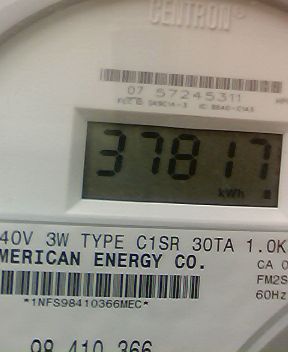 CENTRON®
07 57245311
37817
kWh
40V 3W TYPE C1SR 30TA 1.0K
MERICAN ENERGY CO.
CA 0
FM2S
60Hz
*1NFS98410366MEC*
98 410 366